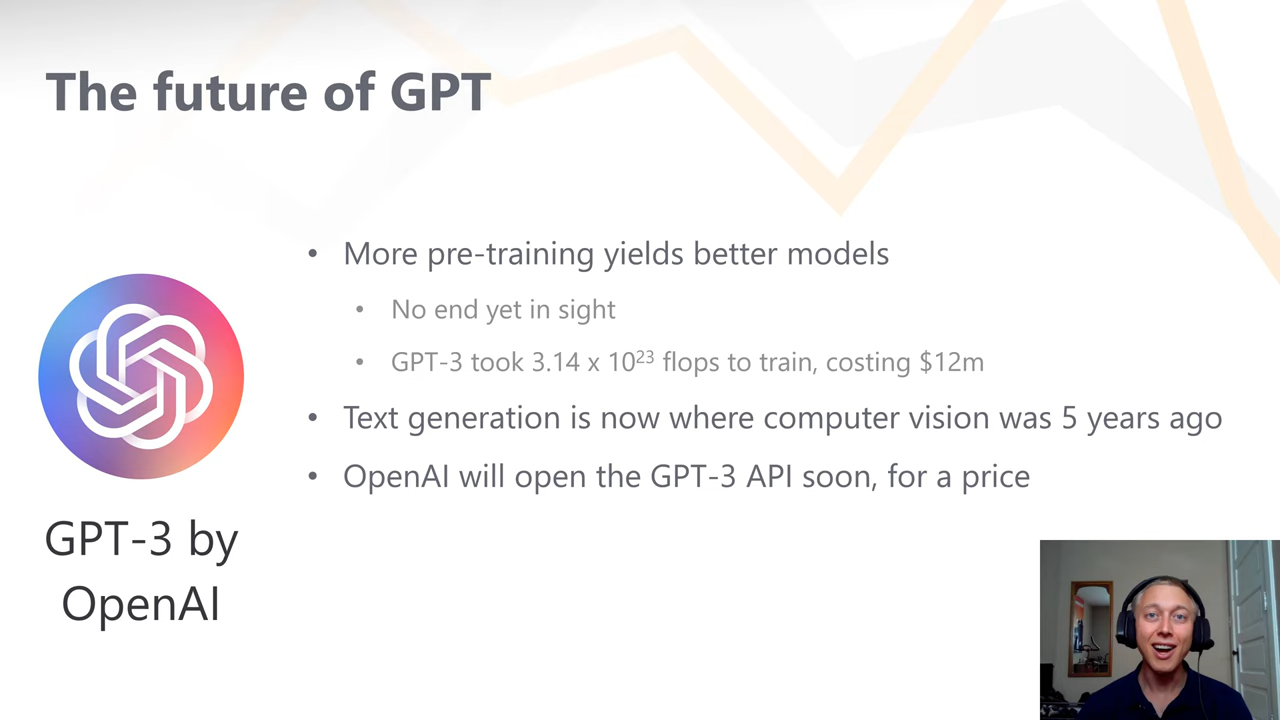 The future of GPT
• More pre-training yields better models
• No end yet in sight
• GPT-3 took 3.14 x 10²³ flops to train, costing $12m
• Text generation is now where computer vision was 5 years ago
• OpenAI will open the GPT-3 API soon, for a price
GPT-3 by
OpenAI